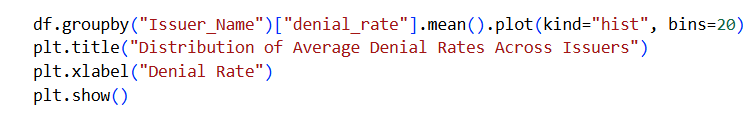 df.groupby("Issuer_Name")["denial_rate"].mean().plot(kind="hist", bins=20)
plt.title("Distribution of Average Denial Rates Across Issuers")
plt.xlabel("Denial Rate")
plt.show()